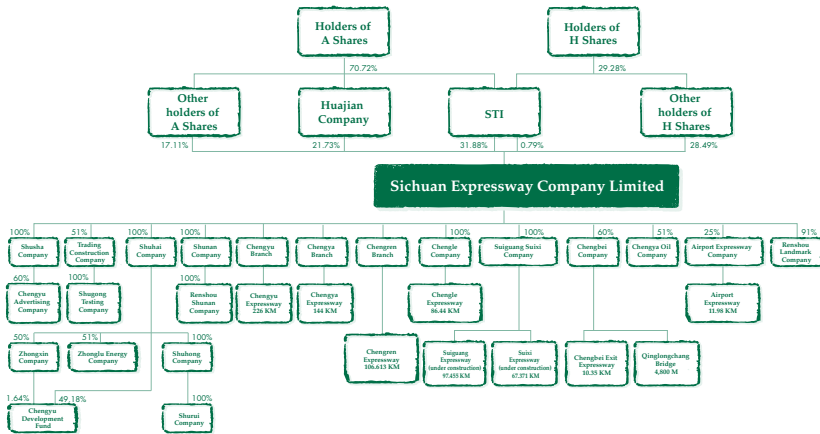 Holders of
A Shares
Holders of
H Shares
70.72%
29.28%
Other
holders of
A Shares
Huajian
Company
STI
Other
holders of
H Shares
17.11%
21.73%
31.88%
0.79%
28.49%
Sichuan Expressway Company Limited
100%
51%
100%
100%
100%
100%
60%
51%
25%
91%
Shusha
Company
Trading
Construction
Company
Shuhai
Company
Shunan
Company
Chengyu
Branch
Chengya
Branch
Chengren
Branch
Chengle
Company
Suiguang Suixi
Company
Chengbei
Company
Chengya Oil
Company
Airport Expressway
Company
Renshou
Landmark
Company
60%
100%
100%
Chengyu
Advertising
Company
Shugong
Testing
Company
Renshou
Shunan
Company
Chengyu
Expressway
226 KM
Chengya
Expressway
144 KM
Chengle
Expressway
86.44 KM
Airport
Expressway
11.98 KM
50%
51%
100%
Zhongxin
Company
Zhonglu Energy
Company
Shuhong
Company
Chengren
Expressway
106.613 KM
Suiguang
Expressway
(under construction)
97.455 KM
Suixi
Expressway
(under construction)
67.371 KM
Chengbei Exit
Expressway
10.35 KM
Qinglongchang
Bridge
4,800 M
1.64%
49.18%
100%
Chengyu
Development
Fund
Shurui
Company